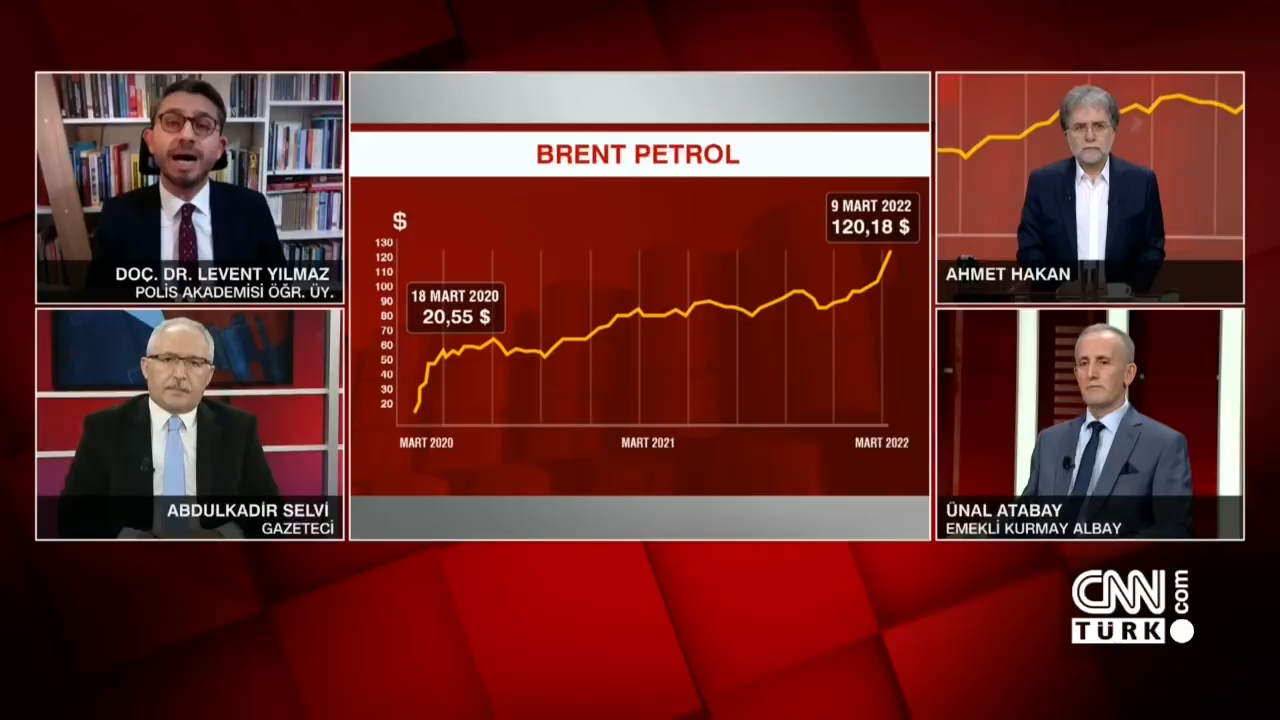 DOÇ. DR. LEVENT YILMAZ
POLİS AKADEMİSİ ÖĞR. ÜY.
ABDULKADİR SELVİ
GAZETECİ
BRENT PETROL
$
130
120
110
100
90
80
70
60
50
40
30
20
18 MART 2020
20,55 $
9 MART 2022
120,18 $
MART 2020
MART 2021
MART 2022
AHMET HAKAN
ÜNAL ATABAY
EMEKLİ KURMAY ALBAY
CNN
TÜRK
.com